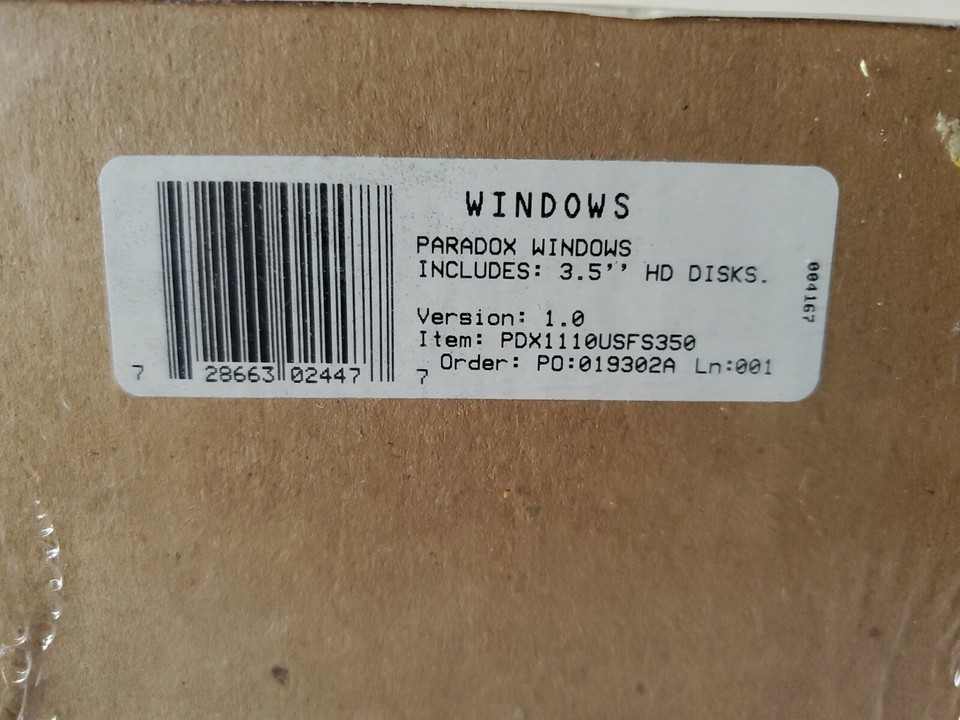 WINDOWS
PARADOX WINDOWS
INCLUDES: 3.5'' HD DISKS.
Version: 1.0
Item: PDX1110USFS350
Order: PO:019302A Ln:001
7 28663 02447 7
004167